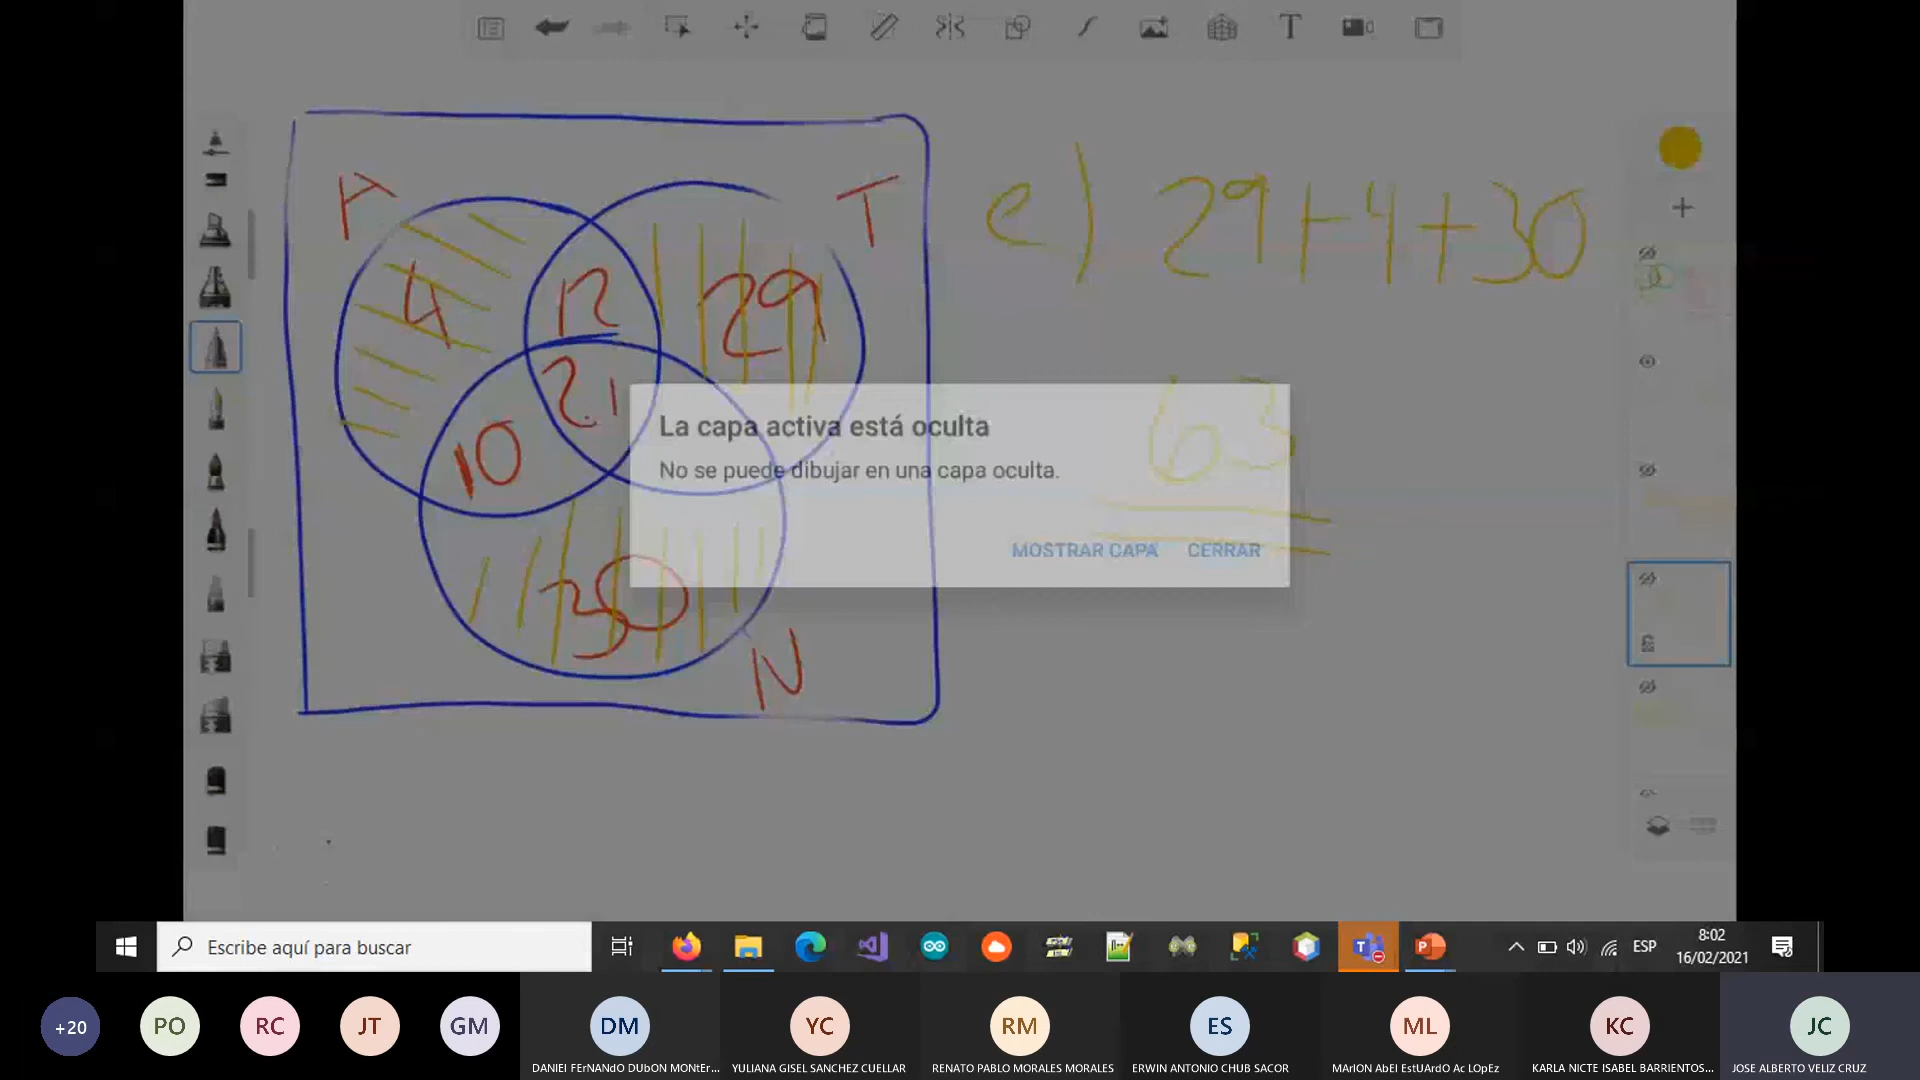 A
T
4
12
29
21
10
30
N
e) 29+4+30
63
La capa activa está oculta
No se puede dibujar en una capa oculta.
MOSTRAR CAPA CERRAR
Escribe aquí para buscar
ESP
8:02
16/02/2021
+20 PO RC JT GM DM YC RM ES ML KC JC
DANIEl FErNANdO DUbON MONtEr... YULIANA GISEL SANCHEZ CUELLAR RENATO PABLO MORALES MORALES ERWIN ANTONIO CHUB SACOR MArION AbEl EstUArdO Ac LOpEz KARLA NICTE ISABEL BARRIENTOS... JOSE ALBERTO VELIZ CRUZ